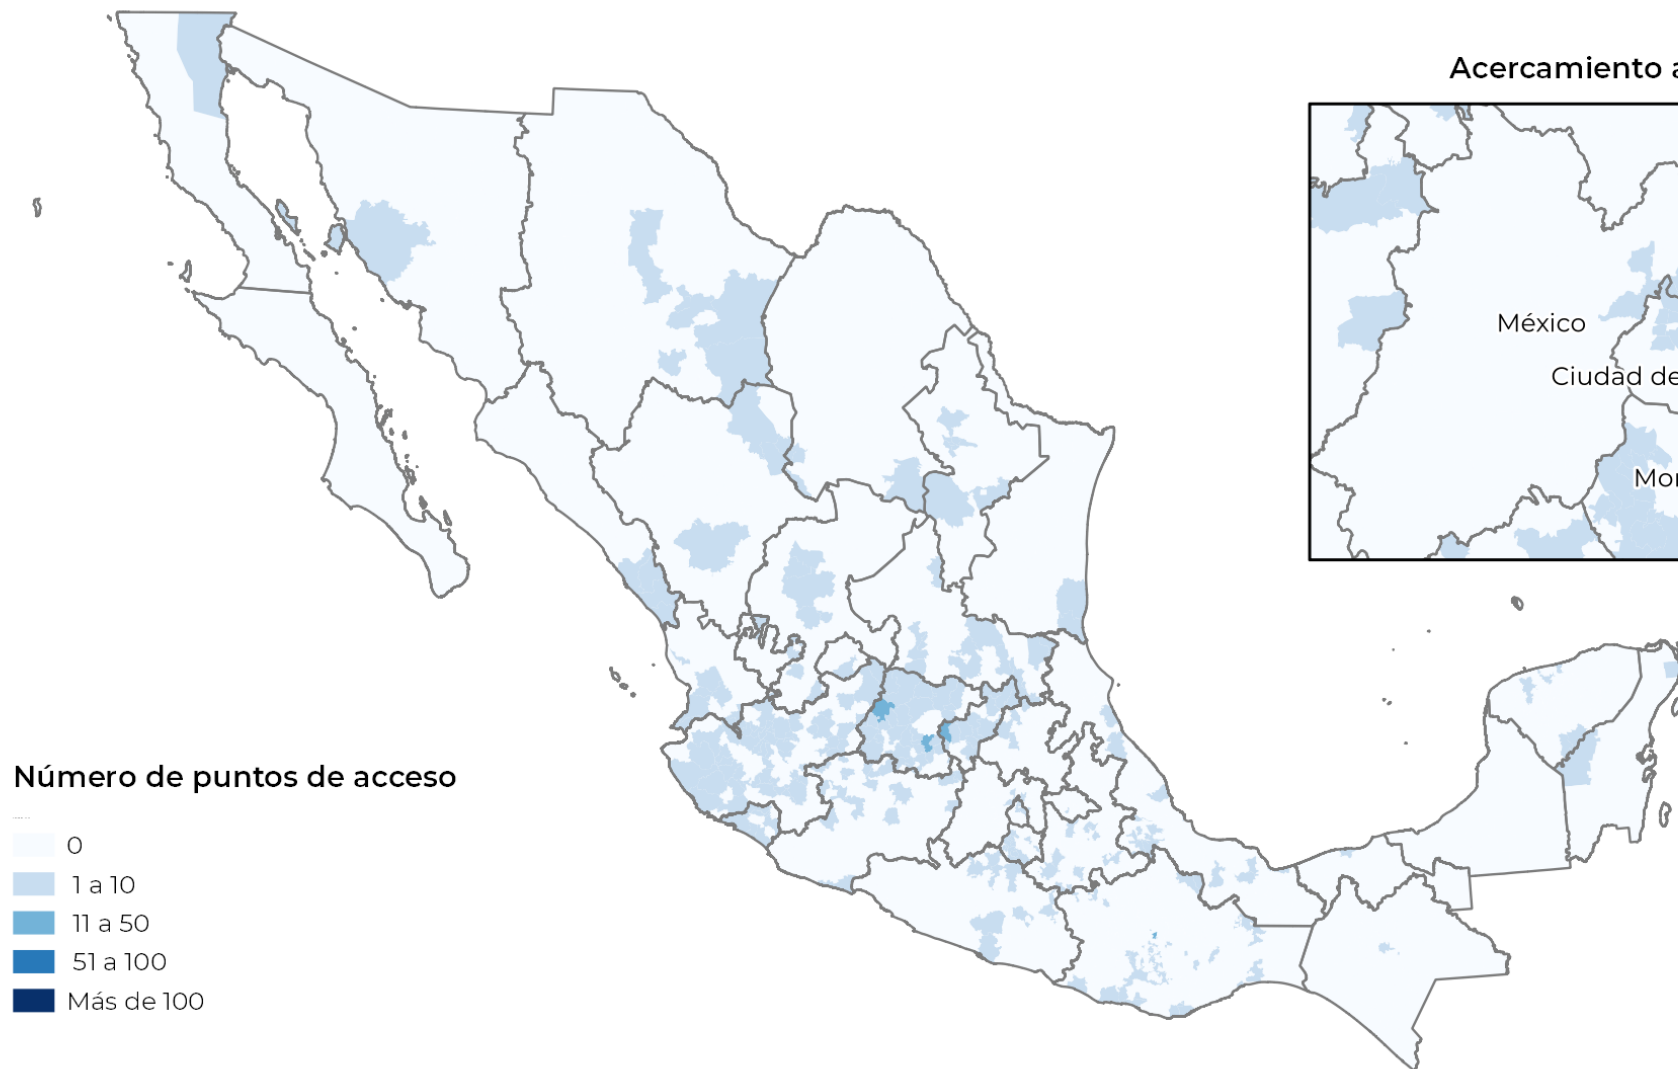 Acercamiento a
México
Ciudad de
Mor
Número de puntos de acceso
0
1 a 10
11 a 50
51 a 100
Más de 100